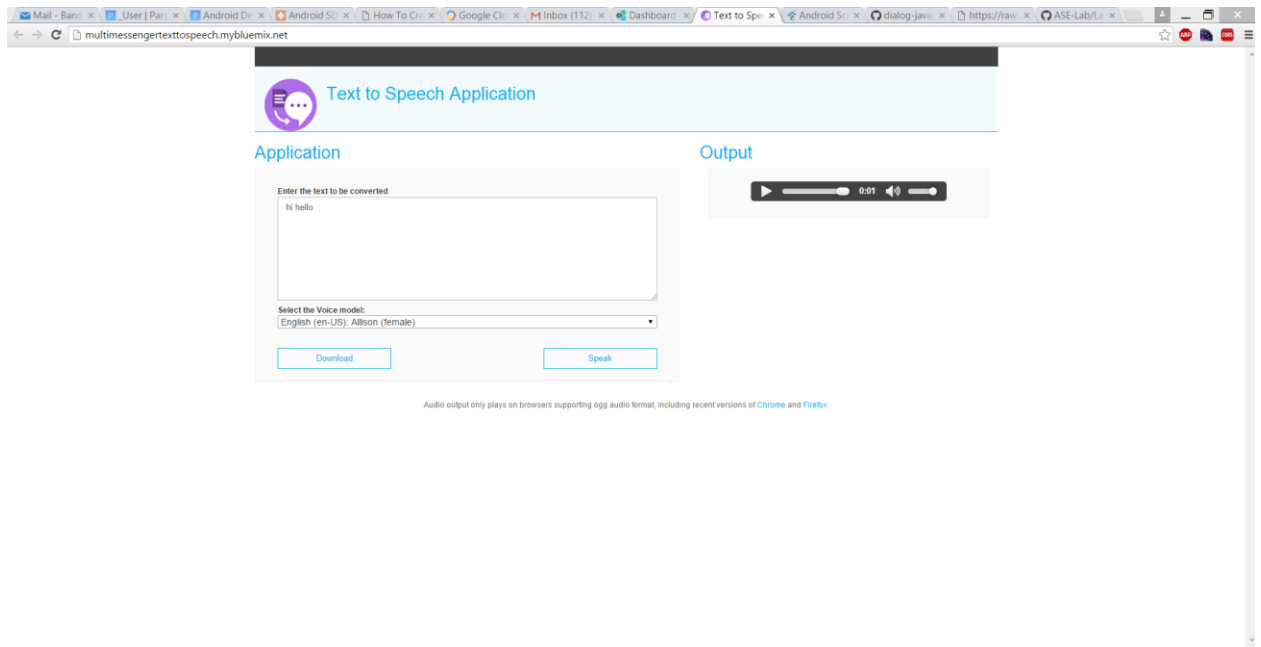 Mail - Band
_User | Pars
Android De
Android SD
How To Cre
Google Clo
Inbox (112)
Dashboard
Text to Spe
Android Sc
dialog-java
https://raw.
ASE-Lab/La
multimessengertexttospeech.mybluemix.net
ABP
CORS
Text to Speech Application
Application
Output
Enter the text to be converted
hi hello
0:01
Select the Voice model:
English (en-US): Allison (female)
Download
Speak
Audio output only plays on browsers supporting ogg audio format, including recent versions of Chrome and Firefox.